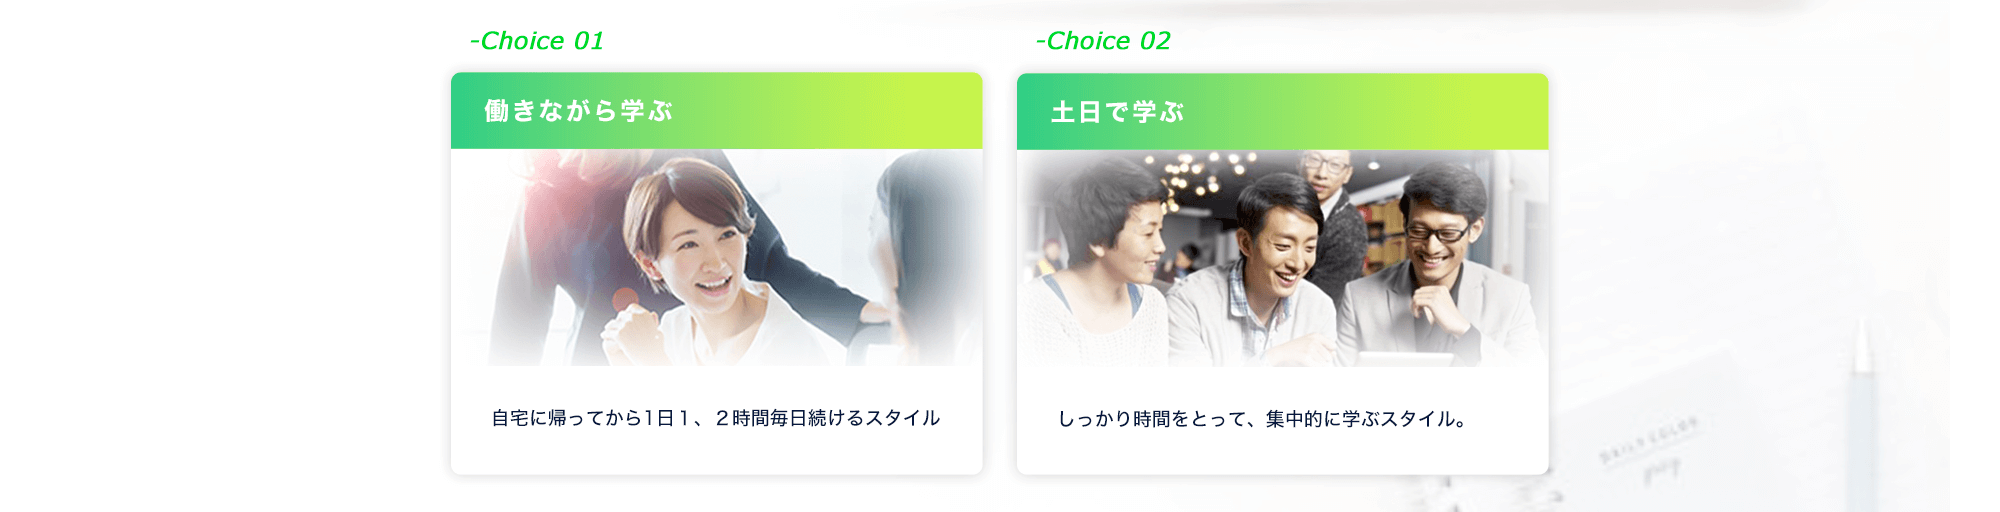 -Choice 01
働きながら学ぶ
自宅に帰ってから1日１、２時間毎日続けるスタイル
-Choice 02
土日で学ぶ
しっかり時間をとって、集中的に学ぶスタイル。